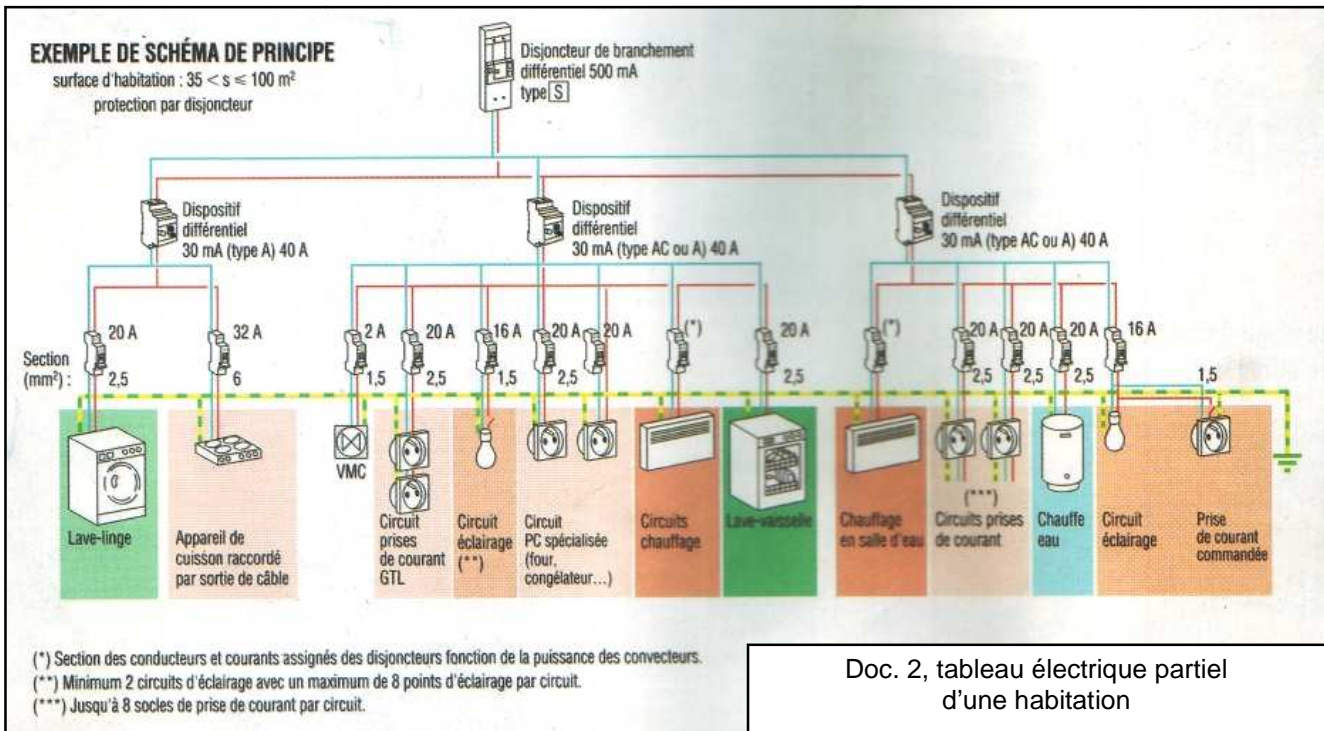 EXEMPLE DE SCHÉMA DE PRINCIPE
surface d'habitation : 35 < s ≤ 100 m²
protection par disjoncteur
Disjoncteur de branchement
différentiel 500 mA
type S
Dispositif
différentiel
30 mA (type A) 40 A
Dispositif
différentiel
30 mA (type AC ou A) 40 A
Dispositif
différentiel
30 mA (type AC ou A) 40 A
20 A
32 A
2 A
20 A
16 A
20 A
20 A
(*)
20 A
(*)
20 A
20 A
20 A
16 A
Section
(mm²) :
2,5
6
1,5
2,5
1,5
2,5
2,5
2,5
2,5
2,5
1,5
Lave-linge
Appareil de
cuisson raccordé
par sortie de câble
VMC
Circuit
prises
de courant
GTL
Circuit
éclairage
(**)
Circuit
PC spécialisée
(four,
congélateur...)
Circuits
chauffage
Lave-vaisselle
Chauffage
en salle d'eau
(***)
Circuits prises
de courant
Chauffe
eau
Circuit
éclairage
Prise
de courant
commandée
(*) Section des conducteurs et courants assignés des disjoncteurs fonction de la puissance des convecteurs.
(**) Minimum 2 circuits d'éclairage avec un maximum de 8 points d'éclairage par circuit.
(***) Jusqu'à 8 socles de prise de courant par circuit.
Doc. 2, tableau électrique partiel
d'une habitation